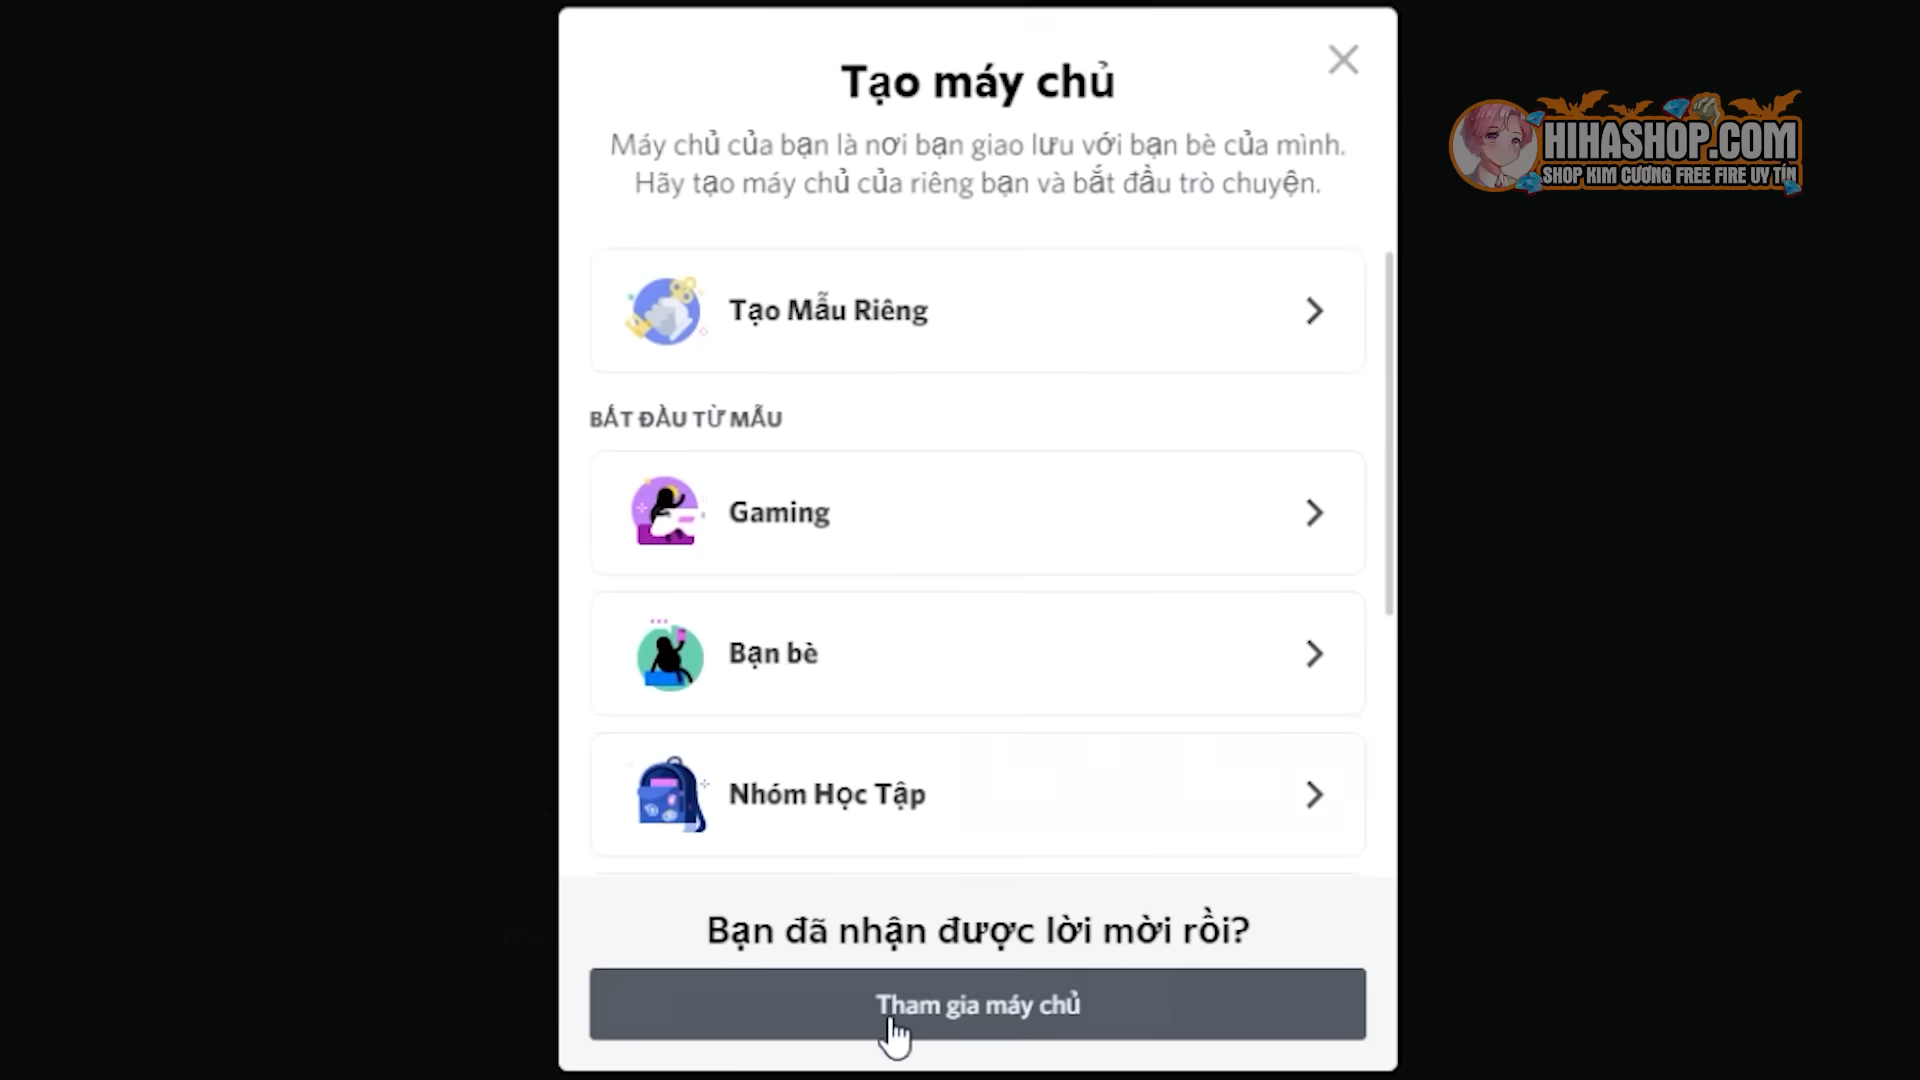 Tạo máy chủ
Máy chủ của bạn là nơi bạn giao lưu với bạn bè của mình.
Hãy tạo máy chủ của riêng bạn và bắt đầu trò chuyện.
HIHASHOP.COM
SHOP KIM CƯƠNG FREE FIRE UY TÍN
Tạo Mẫu Riêng
BẮT ĐẦU TỪ MẪU
Gaming
Bạn bè
Nhóm Học Tập
Bạn đã nhận được lời mời rồi?
Tham gia máy chủ